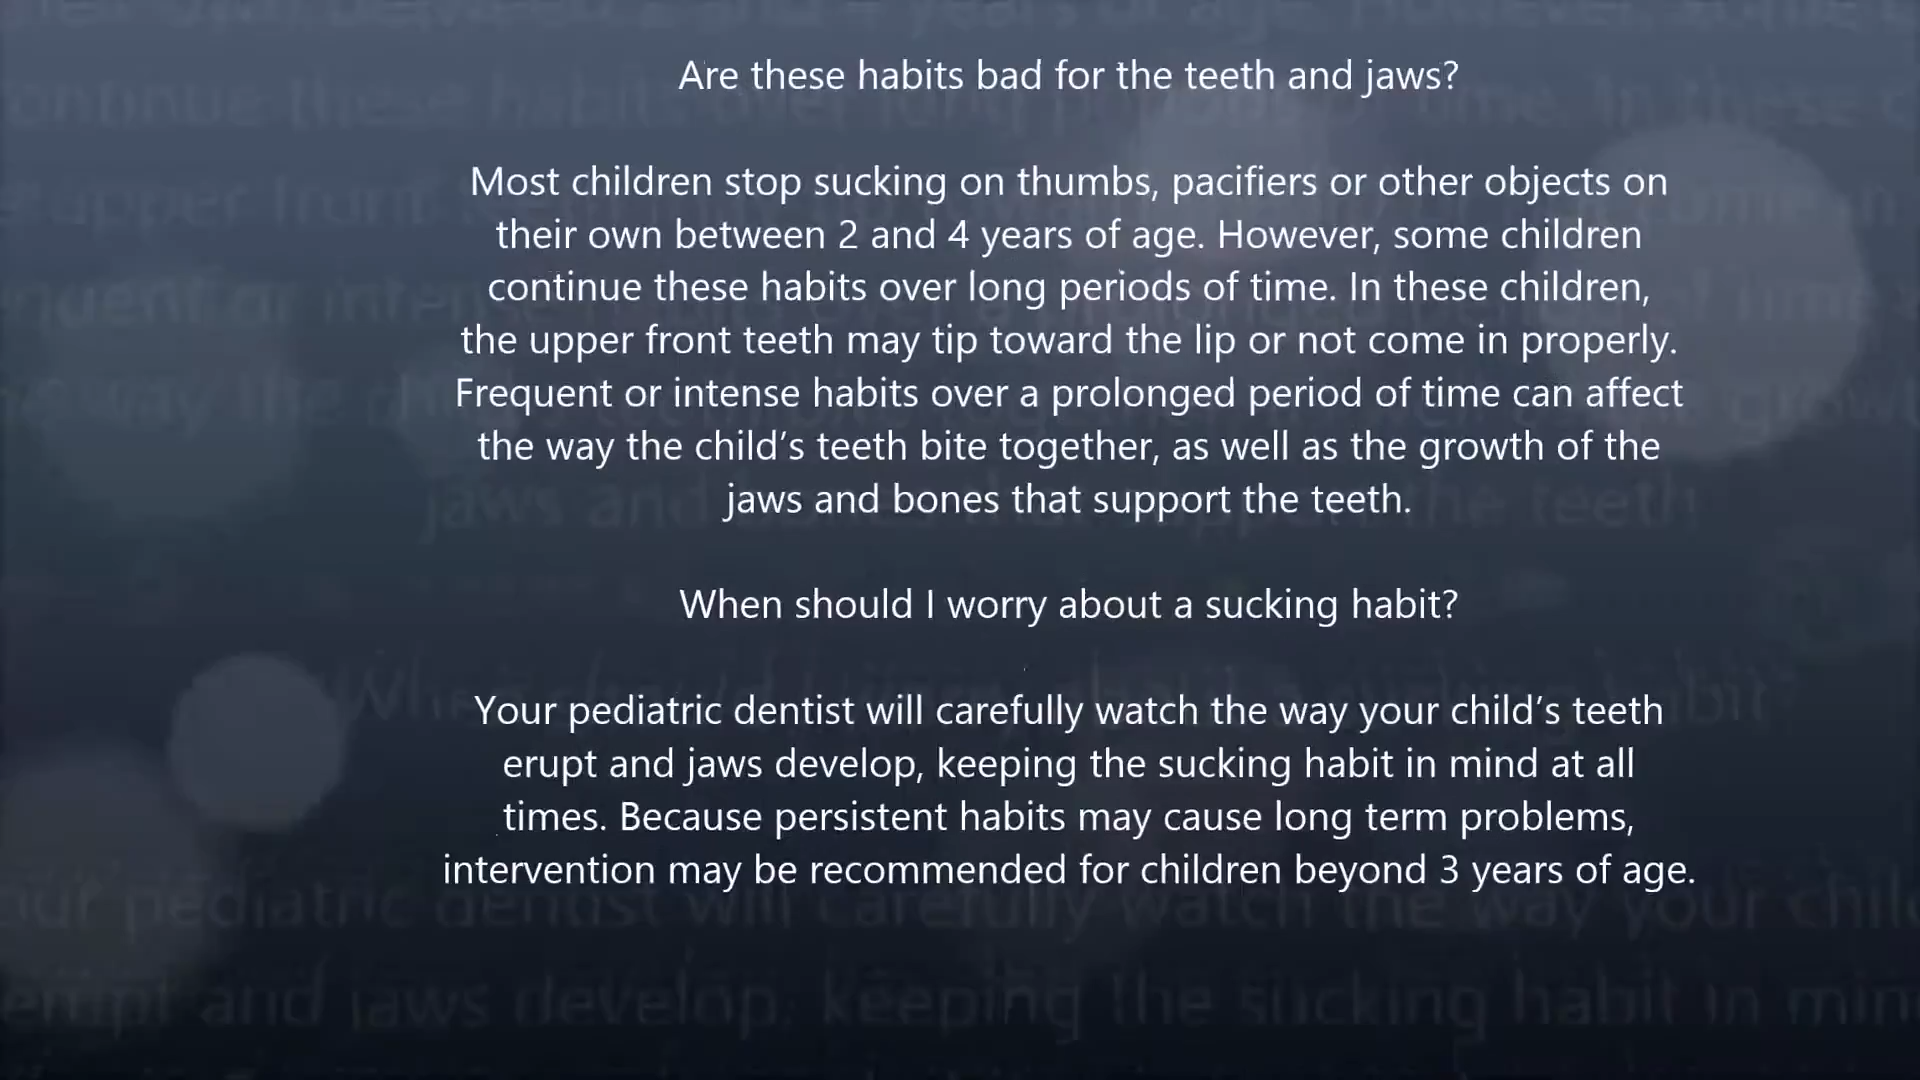 Are these habits bad for the teeth and jaws?
Most children stop sucking on thumbs, pacifiers or other objects on
their own between 2 and 4 years of age. However, some children
continue these habits over long periods of time. In these children,
the upper front teeth may tip toward the lip or not come in properly.
Frequent or intense habits over a prolonged period of time can affect
the way the child’s teeth bite together, as well as the growth of the
jaws and bones that support the teeth.
When should I worry about a sucking habit?
Your pediatric dentist will carefully watch the way your child’s teeth
erupt and jaws develop, keeping the sucking habit in mind at all
times. Because persistent habits may cause long term problems,
intervention may be recommended for children beyond 3 years of age.